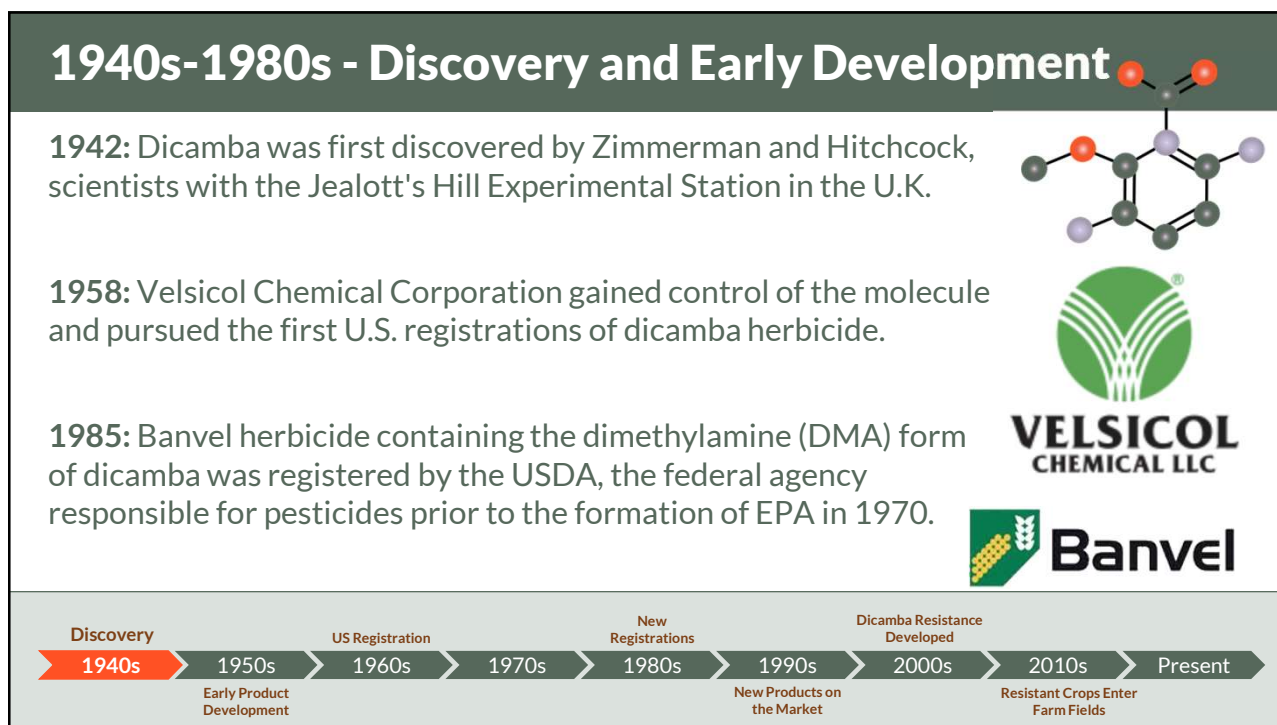 1940s-1980s - Discovery and Early Development
1942: Dicamba was first discovered by Zimmerman and Hitchcock,
scientists with the Jealott's Hill Experimental Station in the U.K.
1958: Velsicol Chemical Corporation gained control of the molecule
and pursued the first U.S. registrations of dicamba herbicide.
®
VELSICOL
CHEMICAL LLC
1985: Banvel herbicide containing the dimethylamine (DMA) form
of dicamba was registered by the USDA, the federal agency
responsible for pesticides prior to the formation of EPA in 1970.
Banvel
Discovery
1940s
1950s
Early Product
Development
US Registration
1960s
1970s
New
Registrations
1980s
1990s
New Products on
the Market
Dicamba Resistance
Developed
2000s
2010s
Resistant Crops Enter
Farm Fields
Present